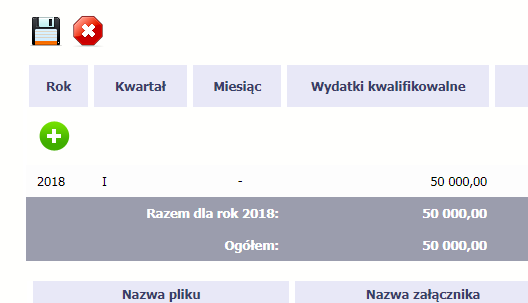 Rok Kwartał Miesiąc Wydatki kwalifikowalne
2018 I - 50 000,00
Razem dla rok 2018: 50 000,00
Ogółem: 50 000,00
Nazwa pliku Nazwa załącznika